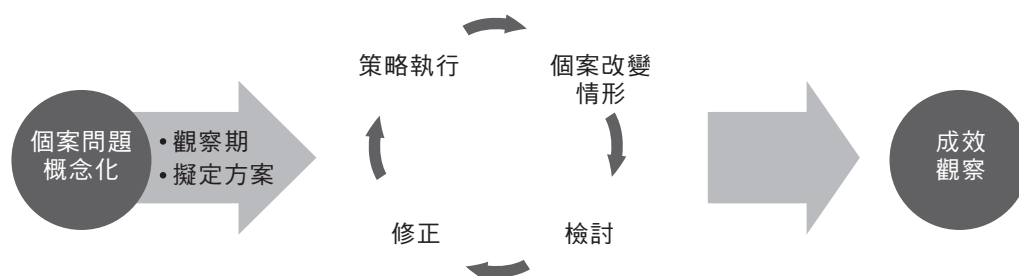 個案問題
概念化
•觀察期
•擬定方案
策略執行
個案改變
情形
檢討
修正
成效
觀察